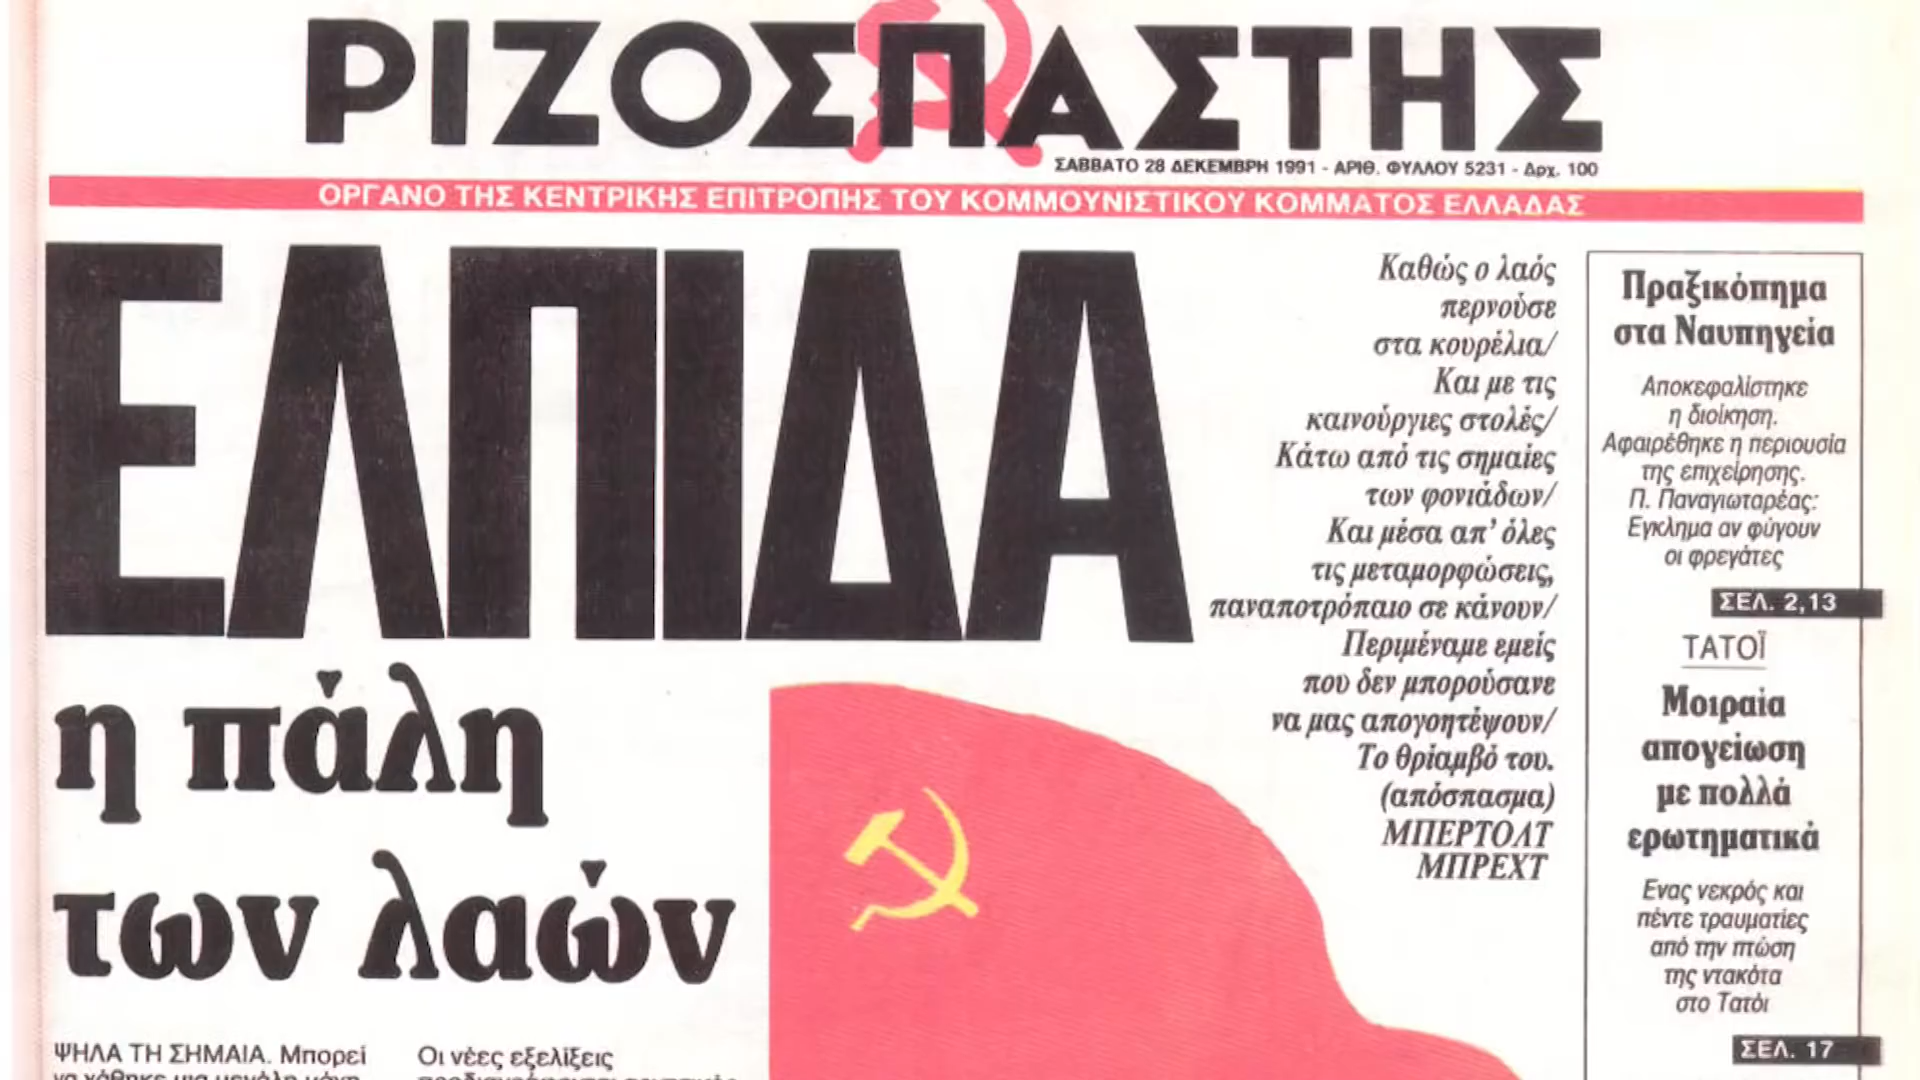 ΡΙΖΟΣΠΑΣΤΗΣ
ΣΑΒΒΑΤΟ 28 ΔΕΚΕΜΒΡΗ 1991 - ΑΡΙΘ. ΦΥΛΛΟΥ 5231 - Δρχ. 100
ΟΡΓΑΝΟ ΤΗΣ ΚΕΝΤΡΙΚΗΣ ΕΠΙΤΡΟΠΗΣ ΤΟΥ ΚΟΜΜΟΥΝΙΣΤΙΚΟΥ ΚΟΜΜΑΤΟΣ ΕΛΛΑΔΑΣ
ΕΛΠΙΔΑ
η πάλη
των λαών
ΨΗΛΑ ΤΗ ΣΗΜΑΙΑ. Μπορεί
να χάθηκε μια μεγάλη μάχη
Οι νέες εξελίξεις
Καθώς ο λαός
περνούσε
στα κουρέλια/
Και με τις
καινούργιες στολές/
Κάτω από τις σημαίες
των φονιάδων/
Και μέσα απ' όλες
τις μεταμορφώσεις,
παναποτρόπαιο σε κάνουν/
Περιμέναμε εμείς
που δεν μπορούσανε
να μας απογοητέψουν/
Το θρίαμβό του.
(απόσπασμα)
ΜΠΕΡΤΟΛΤ
ΜΠΡΕΧΤ
Πραξικόπημα
στα Ναυπηγεία
Αποκεφαλίστηκε
η διοίκηση.
Αφαιρέθηκε η περιουσία
της επιχείρησης.
Π. Παναγιωταρέας:
Εγκλημα αν φύγουν
οι φρεγάτες
ΣΕΛ. 2,13
ΤΑΤΟΪ
Μοιραία
απογείωση
με πολλά
ερωτηματικά
Ενας νεκρός και
πέντε τραυματίες
από την πτώση
της ντακότα
στο Τατόι
ΣΕΛ. 17